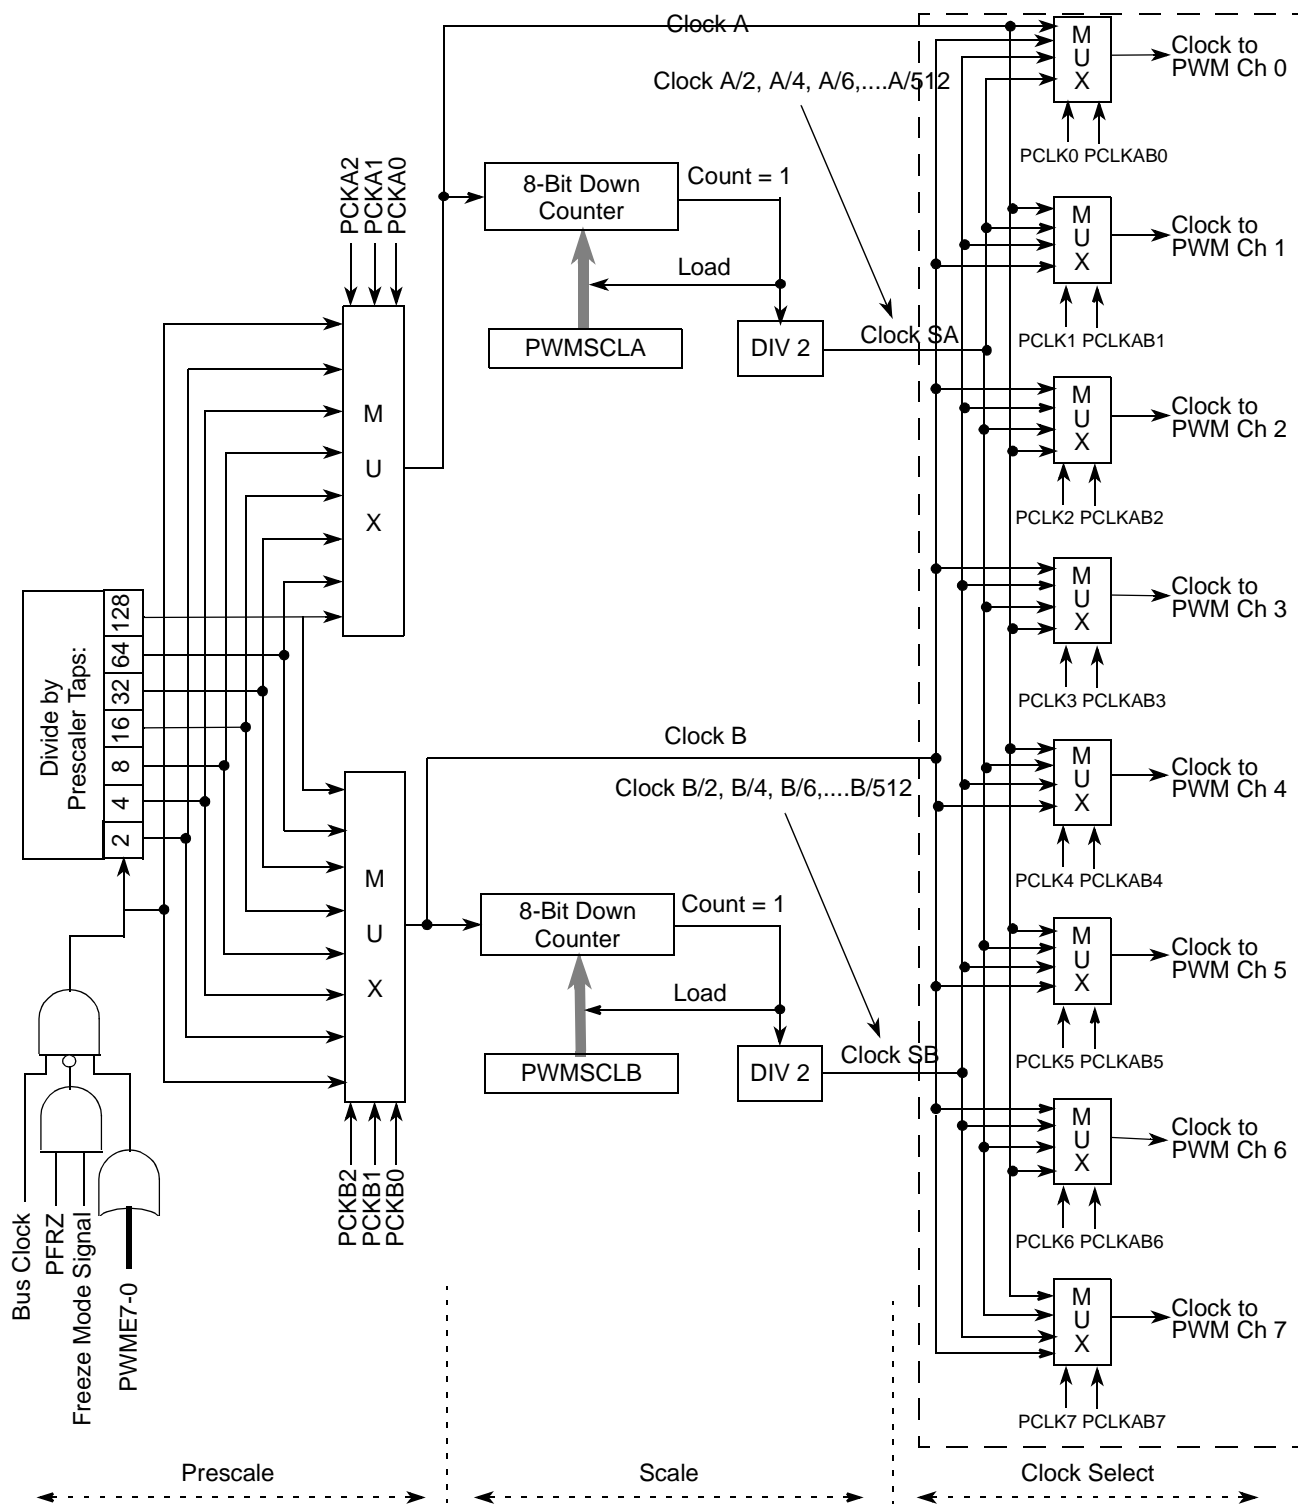 Clock A
Clock A/2, A/4, A/6,....A/512
PCKA2
PCKA1
PCKA0
8-Bit Down
Counter
Count = 1
Load
PWMSCLA
DIV 2
Clock SA
M
U
X
Divide by
Prescaler Taps:
128
64
32
16
8
4
2
Clock B
Clock B/2, B/4, B/6,....B/512
M
U
X
8-Bit Down
Counter
Count = 1
Load
PWMSCLB
DIV 2
Clock SB
PCKB2
PCKB1
PCKB0
Bus Clock
PFRZ
Freeze Mode Signal
PWME7-0
M
U
X
Clock to
PWM Ch 0
PCLK0 PCLKAB0
M
U
X
Clock to
PWM Ch 1
PCLK1 PCLKAB1
M
U
X
Clock to
PWM Ch 2
PCLK2 PCLKAB2
M
U
X
Clock to
PWM Ch 3
PCLK3 PCLKAB3
M
U
X
Clock to
PWM Ch 4
PCLK4 PCLKAB4
M
U
X
Clock to
PWM Ch 5
PCLK5 PCLKAB5
M
U
X
Clock to
PWM Ch 6
PCLK6 PCLKAB6
M
U
X
Clock to
PWM Ch 7
PCLK7 PCLKAB7
Prescale
Scale
Clock Select